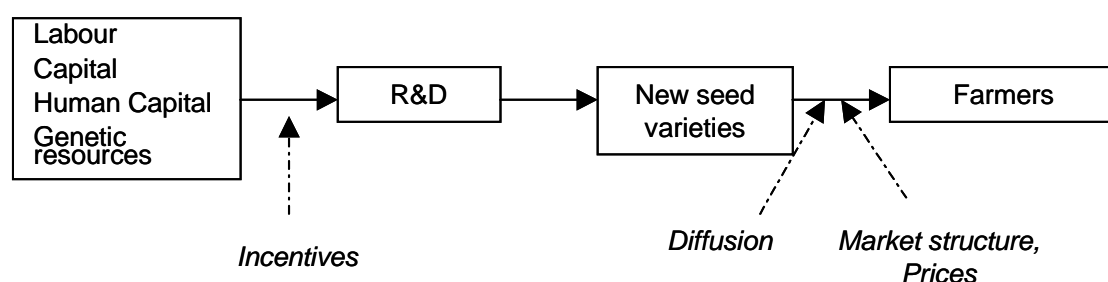 Labour
Capital
Human Capital
Genetic
resources
R&D
New seed
varieties
Farmers
Incentives
Diffusion
Market structure,
Prices